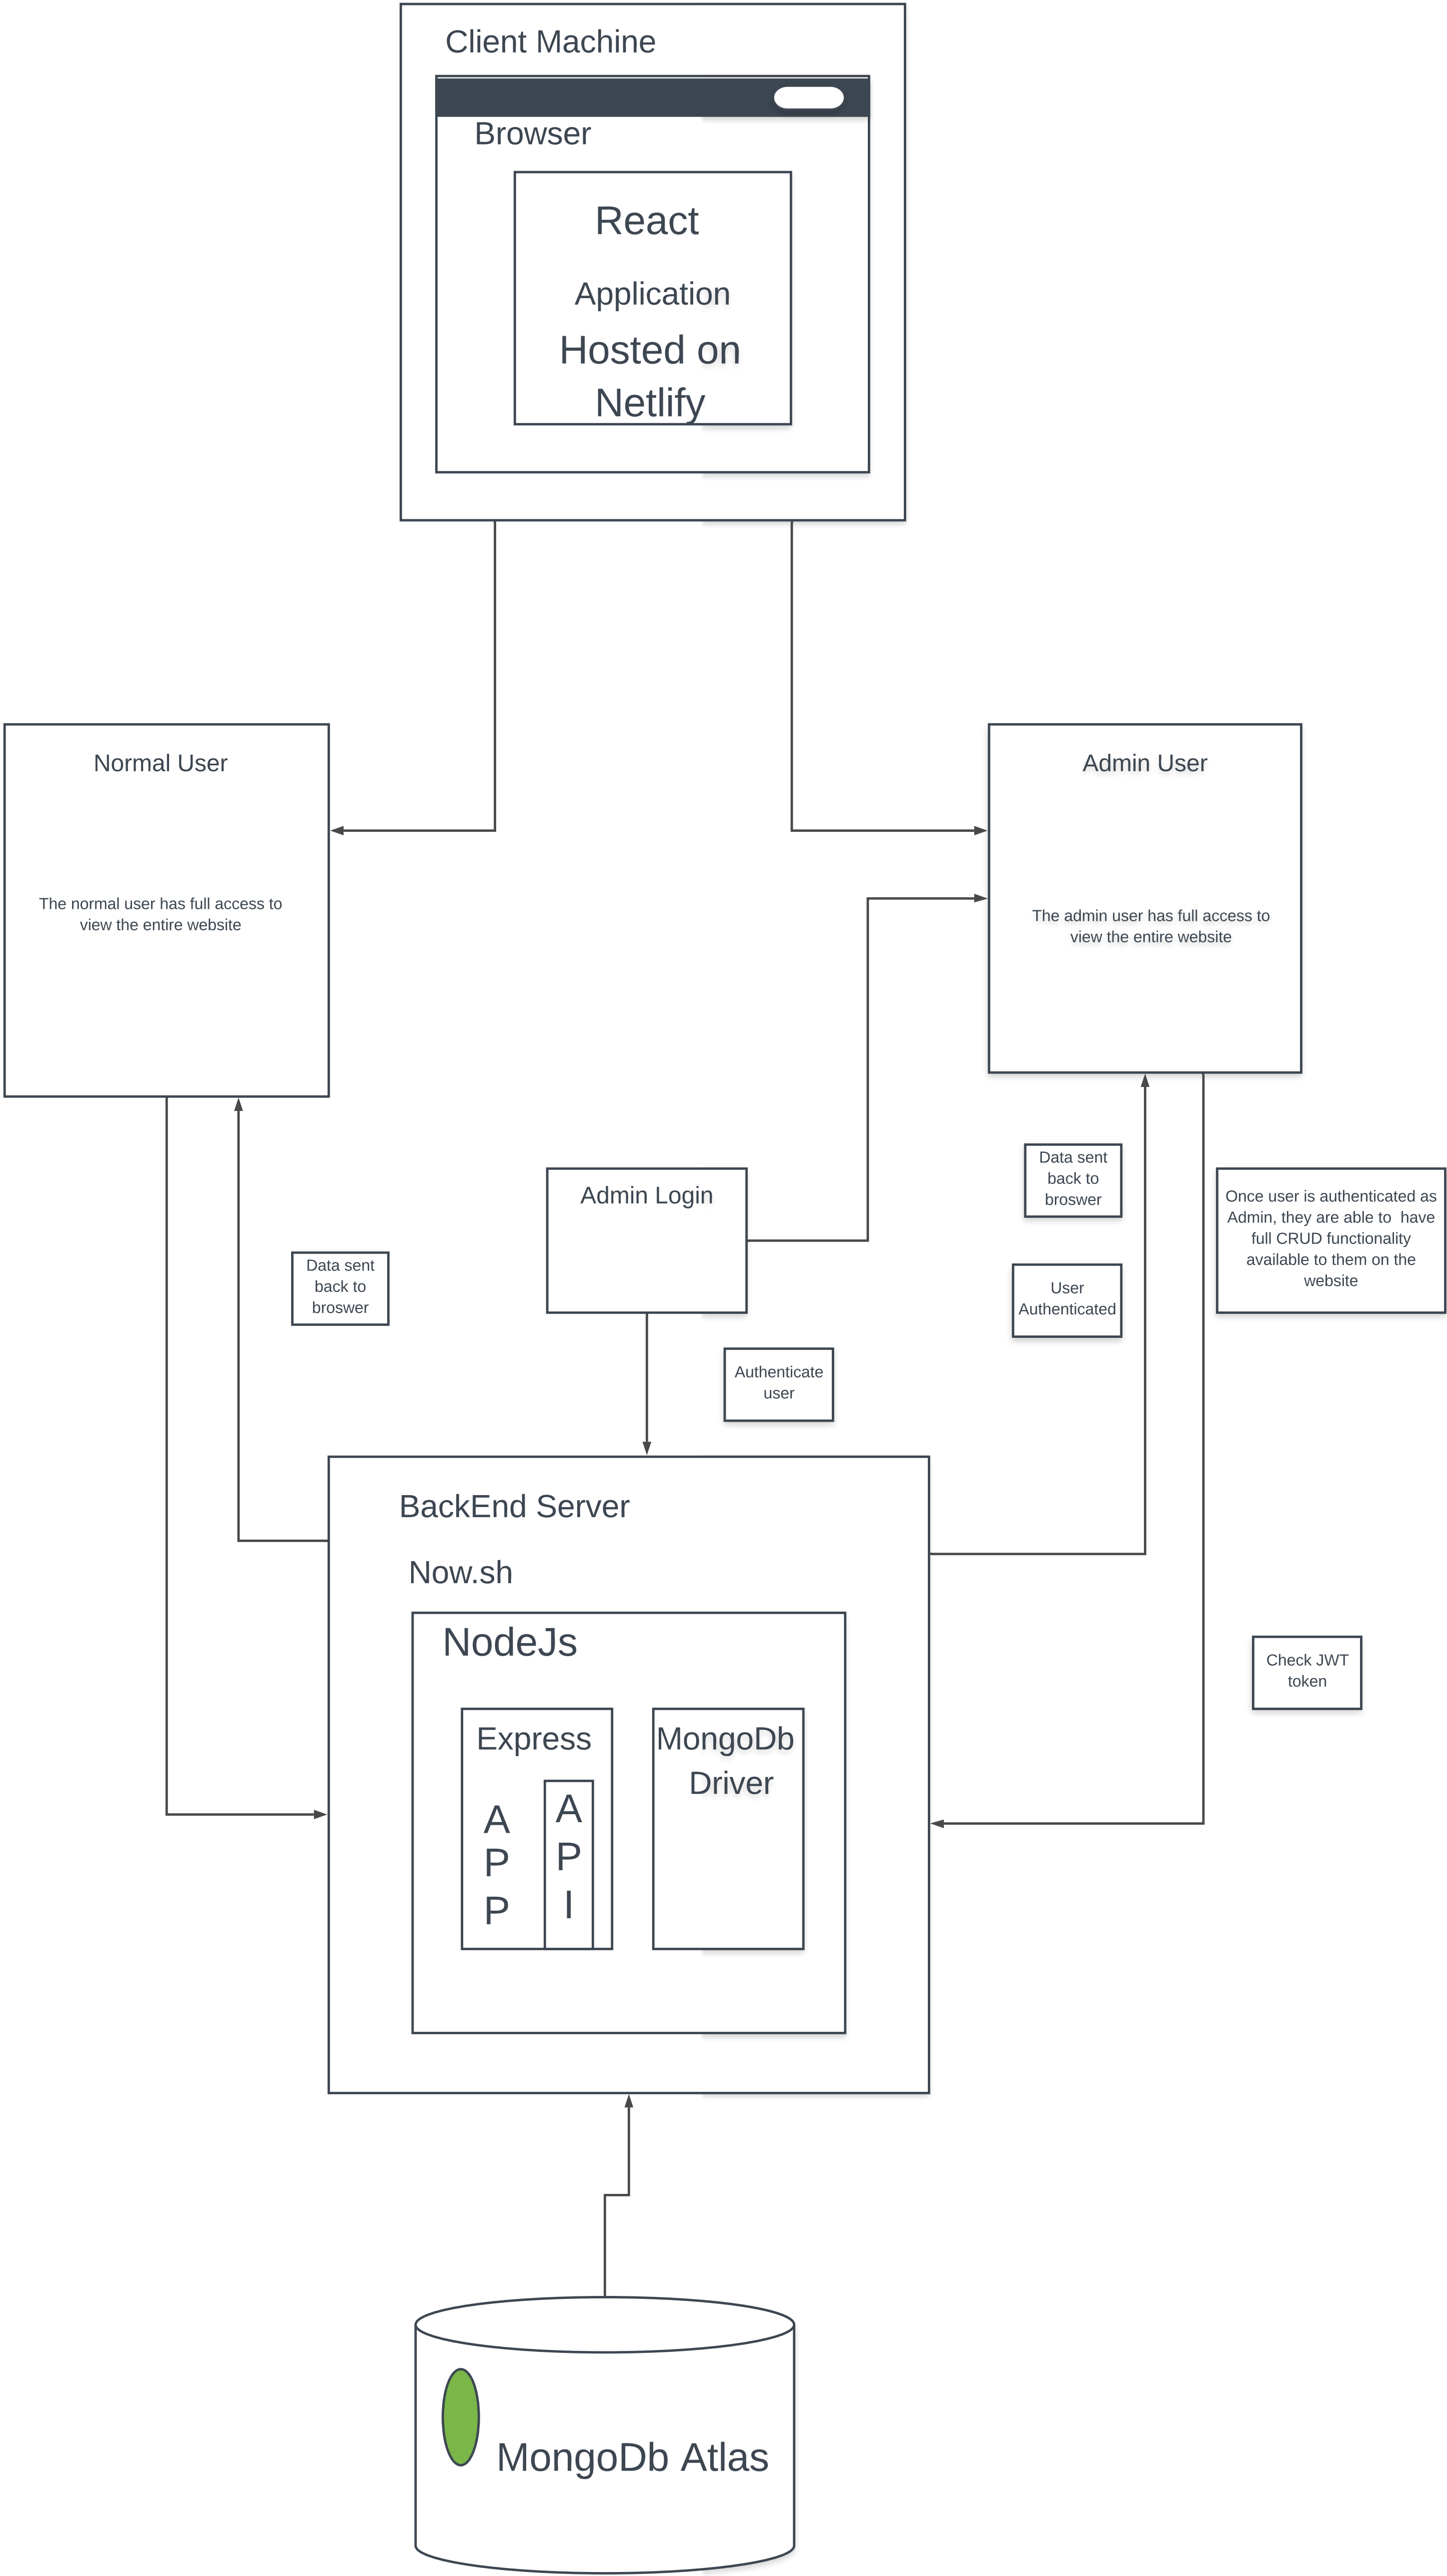 Client Machine
Browser
React
Application
Hosted on
Netlify
Normal User
The normal user has full access to
view the entire website
Admin User
The admin user has full access to
view the entire website
Admin Login
Data sent
back to
broswer
Once user is authenticated as
Admin, they are able to  have
full CRUD functionality
available to them on the
website
Data sent
back to
broswer
User
Authenticated
Authenticate
user
BackEnd Server
Now.sh
NodeJs
Check JWT
token
Express
A
P
P
A
P
I
MongoDb
Driver
MongoDb Atlas